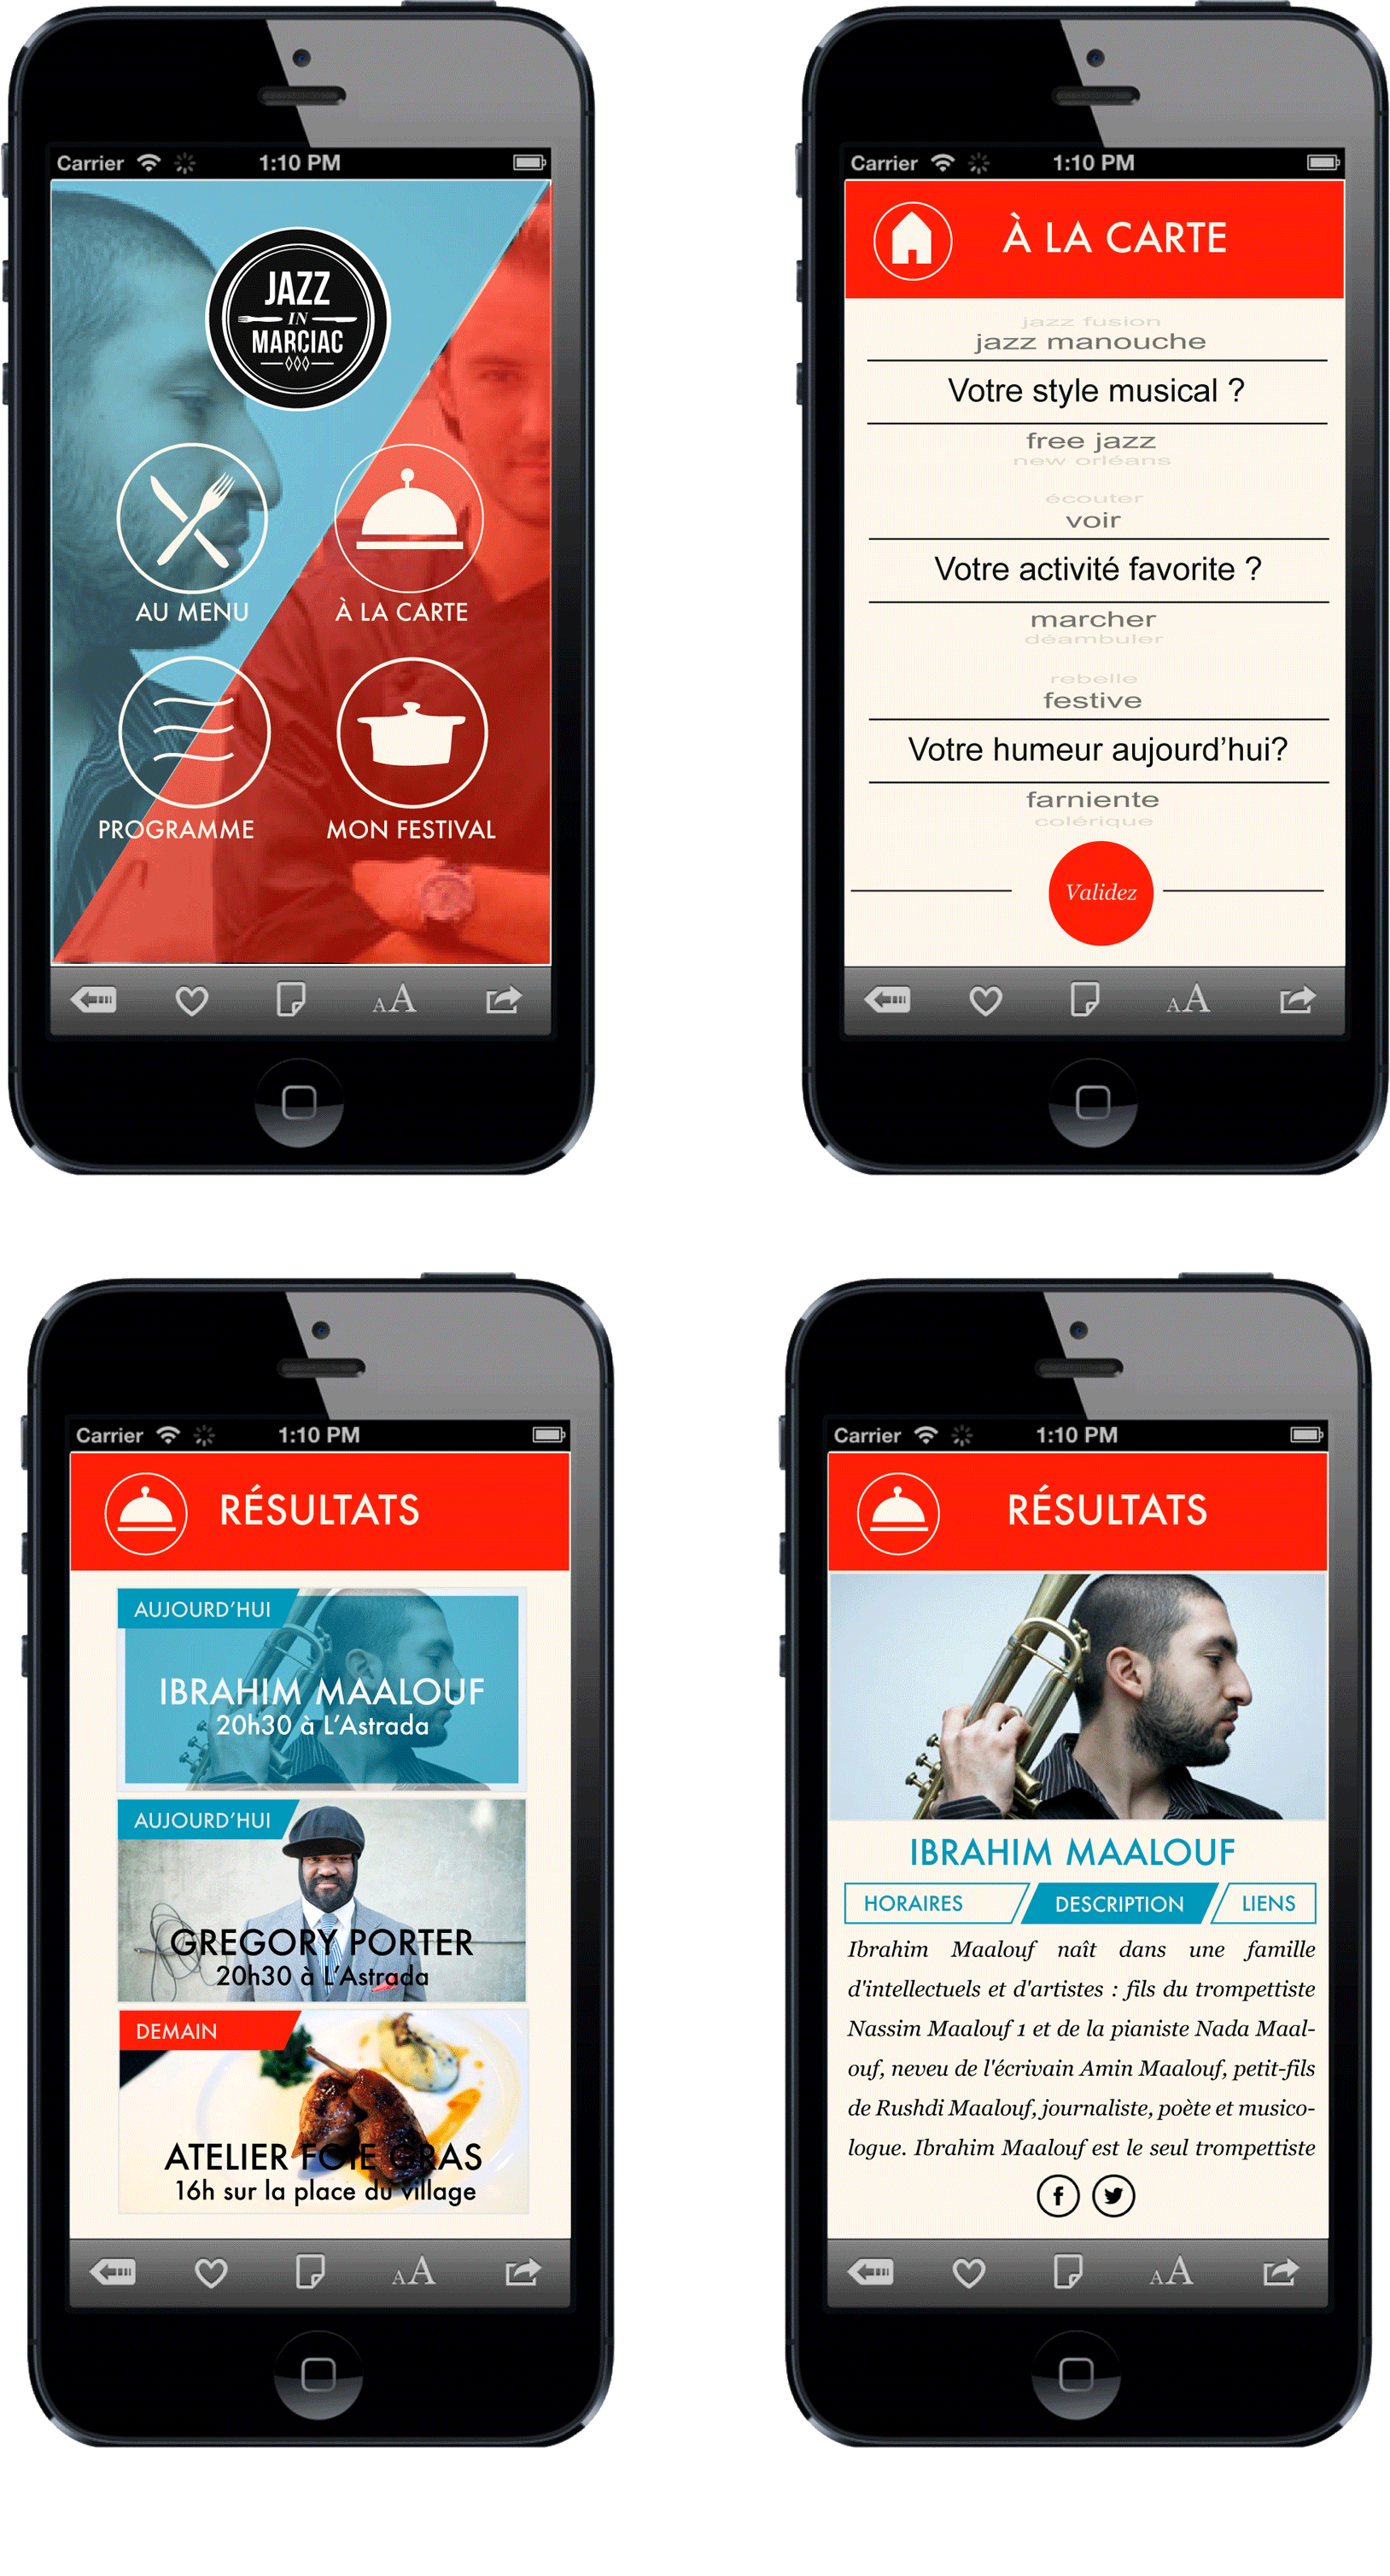 Carrier 1:10 PM
JAZZ
IN
MARCIAC
AU MENU
À LA CARTE
PROGRAMME
MON FESTIVAL
AA
Carrier 1:10 PM
À LA CARTE
jazz fusion
jazz manouche
Votre style musical ?
free jazz
new orléans
écouter
voir
Votre activité favorite ?
marcher
déambuler
rebelle
festive
Votre humeur aujourd'hui?
farniente
colérique
Validez
AA
Carrier 1:10 PM
RÉSULTATS
AUJOURD'HUI
IBRAHIM MAALOUF
20h30 à L'Astrada
AUJOURD'HUI
GREGORY PORTER
20h30 à L'Astrada
DEMAIN
ATELIER FOIE GRAS
16h sur la place du village
AA
Carrier 1:10 PM
RÉSULTATS
IBRAHIM MAALOUF
HORAIRES DESCRIPTION LIENS
Ibrahim Maalouf naît dans une famille
d'intellectuels et d'artistes : fils du trompettiste
Nassim Maalouf 1 et de la pianiste Nada Maal-
ouf, neveu de l'écrivain Amin Maalouf, petit-fils
de Rushdi Maalouf, journaliste, poète et musico-
logue. Ibrahim Maalouf est le seul trompettiste
f
AA